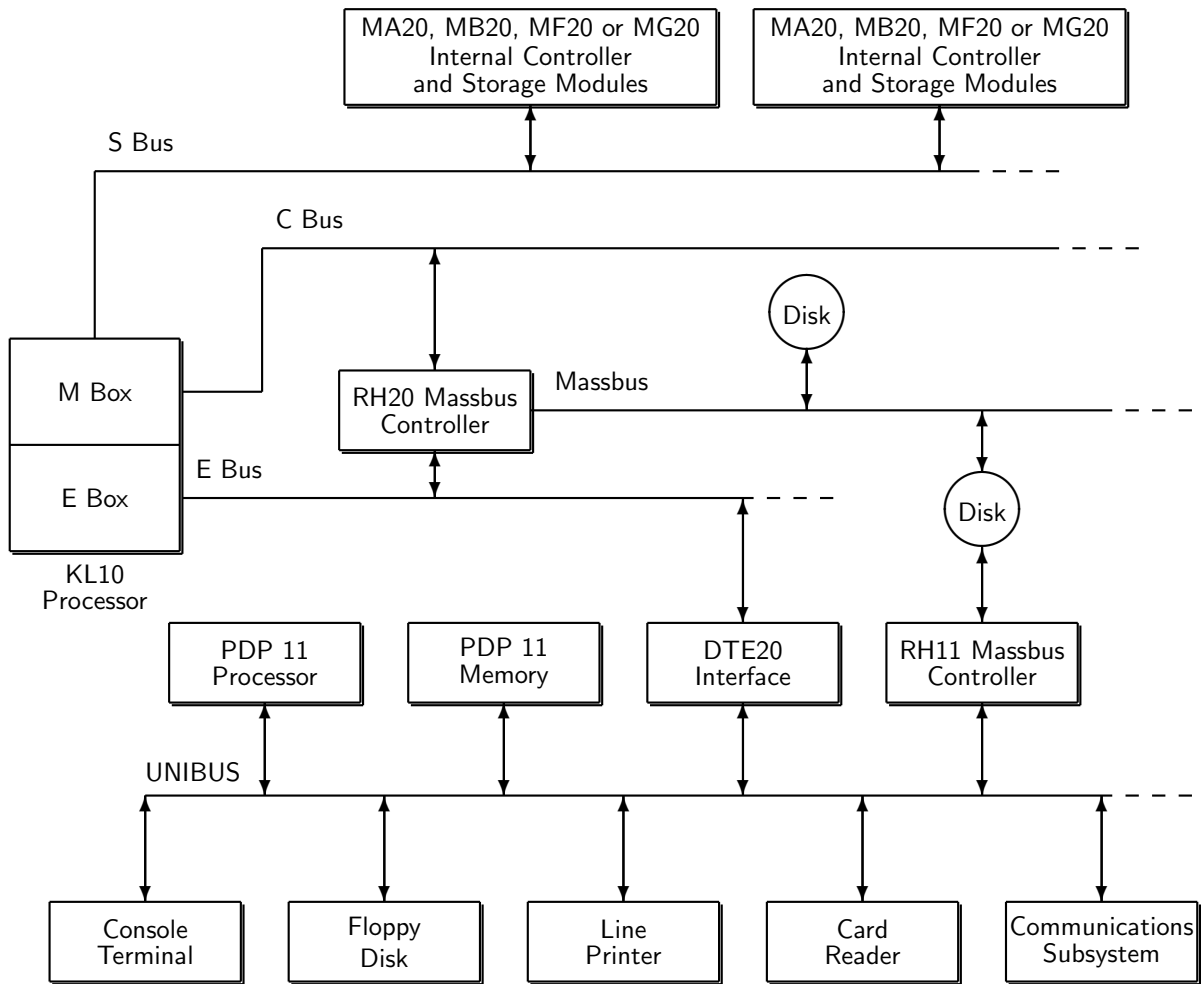 MA20, MB20, MF20 or MG20
Internal Controller
and Storage Modules
MA20, MB20, MF20 or MG20
Internal Controller
and Storage Modules
S Bus
C Bus
Disk
M Box
RH20 Massbus
Controller
Massbus
E Bus
E Box
Disk
KL10
Processor
PDP 11
Processor
PDP 11
Memory
DTE20
Interface
RH11 Massbus
Controller
UNIBUS
Console
Terminal
Floppy
Disk
Line
Printer
Card
Reader
Communications
Subsystem